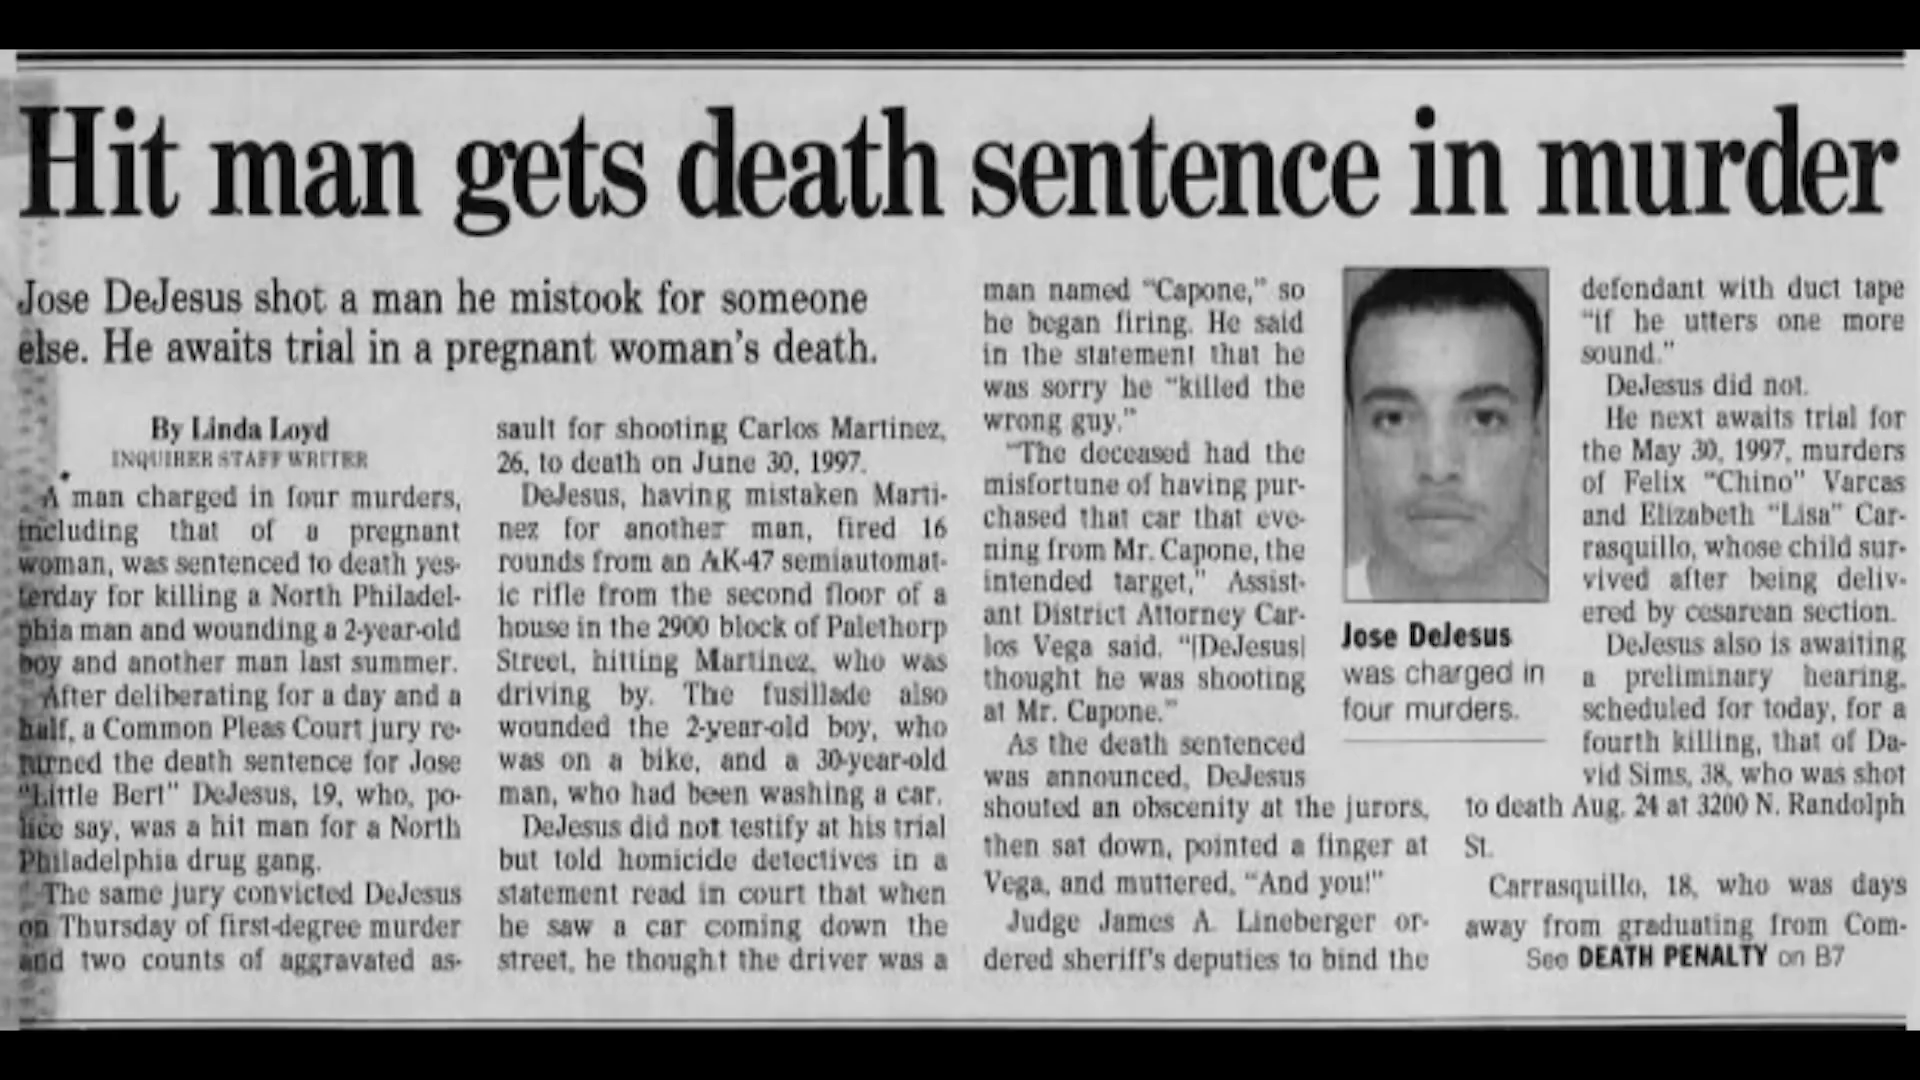 Hit man gets death sentence in murder
Jose DeJesus shot a man he mistook for someone
else. He awaits trial in a pregnant woman's death.
By Linda Loyd
INQUIRER STAFF WRITER
A man charged in four murders,
including that of a pregnant
woman, was sentenced to death yes-
terday for killing a North Philadel-
phia man and wounding a 2-year-old
boy and another man last summer.
After deliberating for a day and a
half, a Common Pleas Court jury re-
turned the death sentence for Jose
"Little Bert" DeJesus, 19, who, po-
lice say, was a hit man for a North
Philadelphia drug gang.
The same jury convicted DeJesus
on Thursday of first-degree murder
and two counts of aggravated as-
sault for shooting Carlos Martinez,
26, to death on June 30, 1997.
DeJesus, having mistaken Marti-
nez for another man, fired 16
rounds from an AK-47 semiautomat-
ic rifle from the second floor of a
house in the 2900 block of Palethorp
Street, hitting Martinez, who was
driving by. The fusillade also
wounded the 2-year-old boy, who
was on a bike, and a 30-year-old
man, who had been washing a car.
DeJesus did not testify at his trial
but told homicide detectives in a
statement read in court that when
he saw a car coming down the
street, he thought the driver was a
man named "Capone," so
he began firing. He said
in the statement that he
was sorry he "killed the
wrong guy."
"The deceased had the
misfortune of having pur-
chased that car that eve-
ning from Mr. Capone, the
intended target," Assist-
ant District Attorney Car-
los Vega said. "[DeJesus]
thought he was shooting
at Mr. Capone."
As the death sentenced
was announced, DeJesus
shouted an obscenity at the jurors,
then sat down, pointed a finger at
Vega, and muttered, "And you!"
Judge James A. Lineberger or-
dered sheriff's deputies to bind the
Jose DeJesus
was charged in
four murders.
defendant with duct tape
"if he utters one more
sound."
DeJesus did not.
He next awaits trial for
the May 30, 1997, murders
of Felix "Chino" Varcas
and Elizabeth "Lisa" Car-
rasquillo, whose child sur-
vived after being deliv-
ered by cesarean section.
DeJesus also is awaiting
a preliminary hearing,
scheduled for today, for a
fourth killing, that of Da-
vid Sims, 38, who was shot
to death Aug. 24 at 3200 N. Randolph
St.
Carrasquillo, 18, who was days
away from graduating from Com-
See DEATH PENALTY on B7